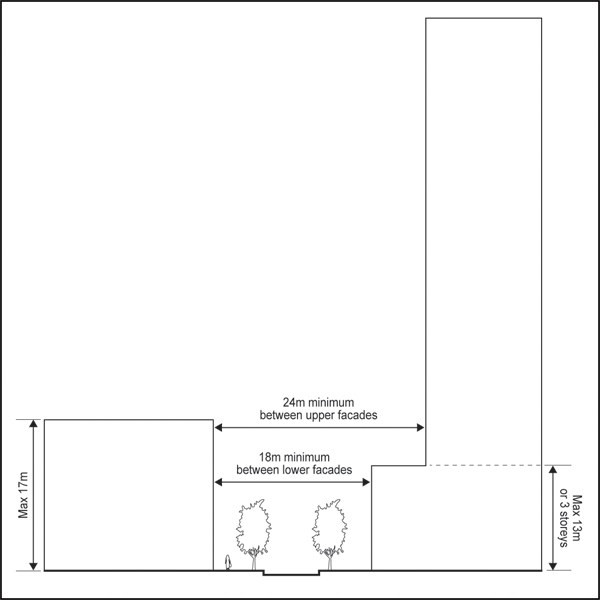 24m minimum
between upper facades
18m minimum
between lower facades
Max 17m
Max 13m
or 3 storeys